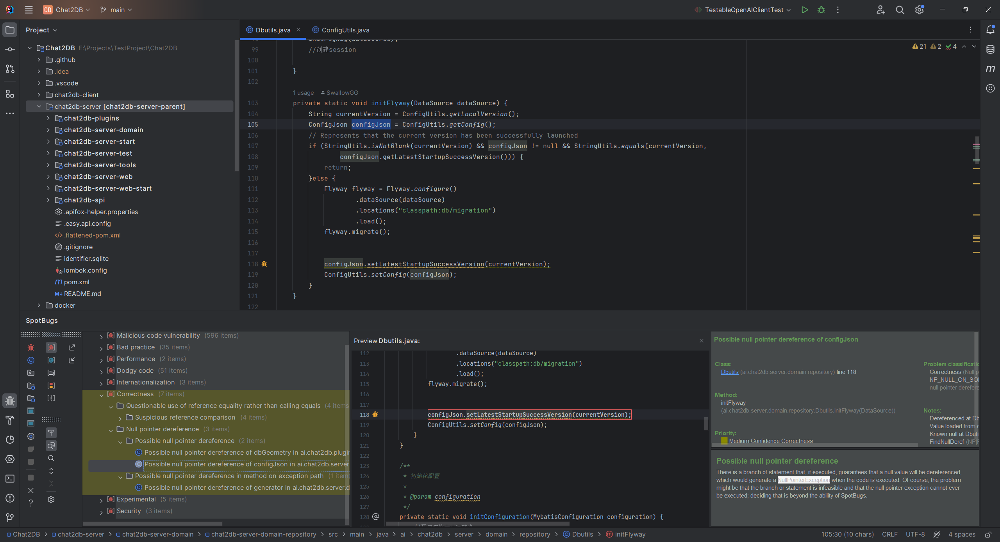 CD Chat2DB main TestableOpenAIClientTest
Project
Dbutils.java ConfigUtils.java
Chat2DB E:\Projects\TestProject\Chat2DB
.github
.idea
.vscode
chat2db-client
chat2db-server [chat2db-server-parent]
chat2db-plugins
chat2db-server-domain
chat2db-server-start
chat2db-server-test
chat2db-server-tools
chat2db-server-web
chat2db-server-web-start
chat2db-spi
.apifox-helper.properties
.easy.api.config
.flattened-pom.xml
.gitignore
identifier.sqlite
lombok.config
pom.xml
README.md
docker
21 2 4
initFlyway(dataSource);
99 //创建session
100
101 }
102
1 usage SwallowGG
103 private static void initFlyway(DataSource dataSource) {
104 String currentVersion = ConfigUtils.getLocalVersion();
105 ConfigJson configJson = ConfigUtils.getConfig();
106 // Represents that the current version has been successfully launched
107 if (StringUtils.isNotBlank(currentVersion) && configJson != null && StringUtils.equals(currentVersion,
108 configJson.getLatestStartupSuccessVersion())) {
109 return;
110 }else {
111 Flyway flyway = Flyway.configure()
112 .dataSource(dataSource)
113 .locations("classpath:db/migration")
114 .load();
115 flyway.migrate();
116
117
118 configJson.setLatestStartupSuccessVersion(currentVersion);
119 ConfigUtils.setConfig(configJson);
120 }
121 }
122
SpotBugs
Malicious code vulnerability (596 items)
Bad practice (35 items)
Performance (2 items)
Dodgy code (51 items)
Internationalization (3 items)
Correctness (7 items)
Questionable use of reference equality rather than calling equals (4 items
Suspicious reference comparison (4 items)
Null pointer dereference (3 items)
Possible null pointer dereference (2 items)
Possible null pointer dereference of dbGeometry in ai.chat2db.plugin
Possible null pointer dereference of configJson in ai.chat2db.server
Possible null pointer dereference in method on exception path (1 item
Possible null pointer dereference of generator in ai.chat2db.server.d
Experimental (5 items)
Security (3 items)
Preview Dbutils.java:
112 .dataSource(dataSource)
113 .locations("classpath:db/migration")
114 .load();
115 flyway.migrate();
116
117
118 configJson.setLatestStartupSuccessVersion(currentVersion);
119 ConfigUtils.setConfig(configJson);
120 }
121 }
122
123 /**
124 * 初始化配置
125 *
126 * @param configuration
127 */
128 private static void initConfiguration(MybatisConfiguration configuration) {
Possible null pointer dereference of configJson
Class:
Dbutils (ai.chat2db.server.domain.repository) line 118
Method:
initFlyway
(ai.chat2db.server.domain.repository.Dbutils.initFlyway(DataSource))
Priority:
Medium Confidence Correctness
Problem classificatio
Correctness (Null p
NP_NULL_ON_SO
null pointer derefere
Notes:
Dereferenced at Db
Value loaded from c
Known null at Dbuti
FindNullDeref (NP|
Possible null pointer dereference
There is a branch of statement that, if executed, guarantees that a null value will be dereferenced,
which would generate a NullPointerException when the code is executed. Of course, the problem
might be that the branch or statement is infeasible and that the null pointer exception cannot ever
be executed; deciding that is beyond the ability of SpotBugs.
Chat2DB > chat2db-server > chat2db-server-domain > chat2db-server-domain-repository > src > main > java > ai > chat2db > server > domain > repository > Dbutils > initFlyway
105:30 (10 chars) CRLF UTF-8 4 spaces